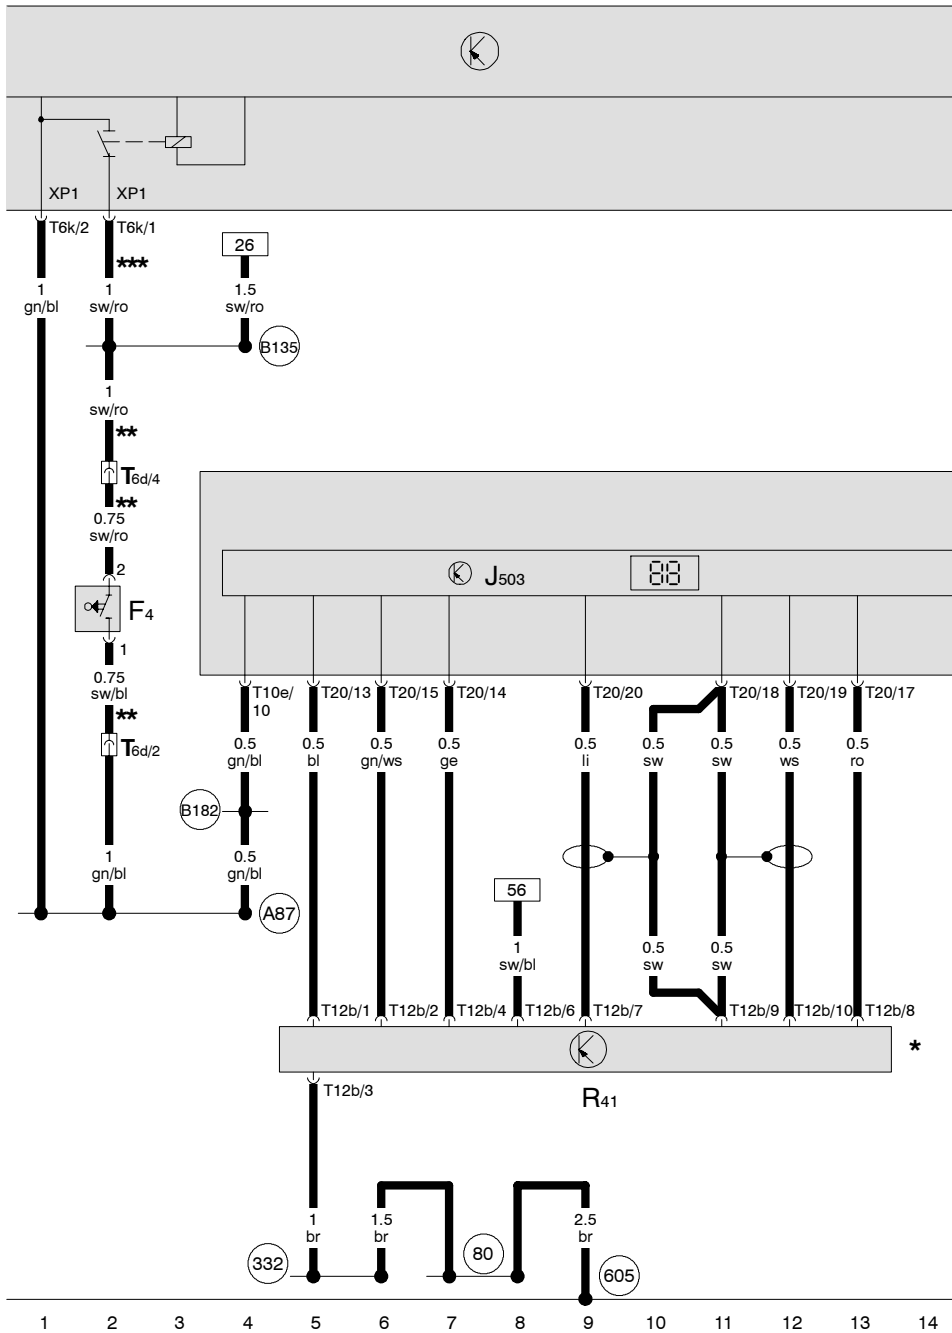 XP1 XP1
T6k/2 T6k/1
***
26
1 1 1.5
gn/bl sw/ro sw/ro
B135
1
sw/ro
**
T6d/4
**
0.75
sw/ro
2
F4
1
0.75
sw/bl
**
T6d/2
1
gn/bl
J503 88
T10e/ T20/13 T20/15 T20/14 T20/20 T20/18 T20/19 T20/17
10
0.5 0.5 0.5 0.5 0.5 0.5 0.5 0.5 0.5
gn/bl bl gn/ws ge li sw sw ws ro
B182
0.5
gn/bl
A87
56
1 0.5 0.5
sw/bl sw sw
T12b/1 T12b/2 T12b/4 T12b/6 T12b/7 T12b/9 T12b/10 T12b/8
*
T12b/3
R41
1 1.5 2.5
br br br
332 80 605
1 2 3 4 5 6 7 8 9 10 11 12 13 14